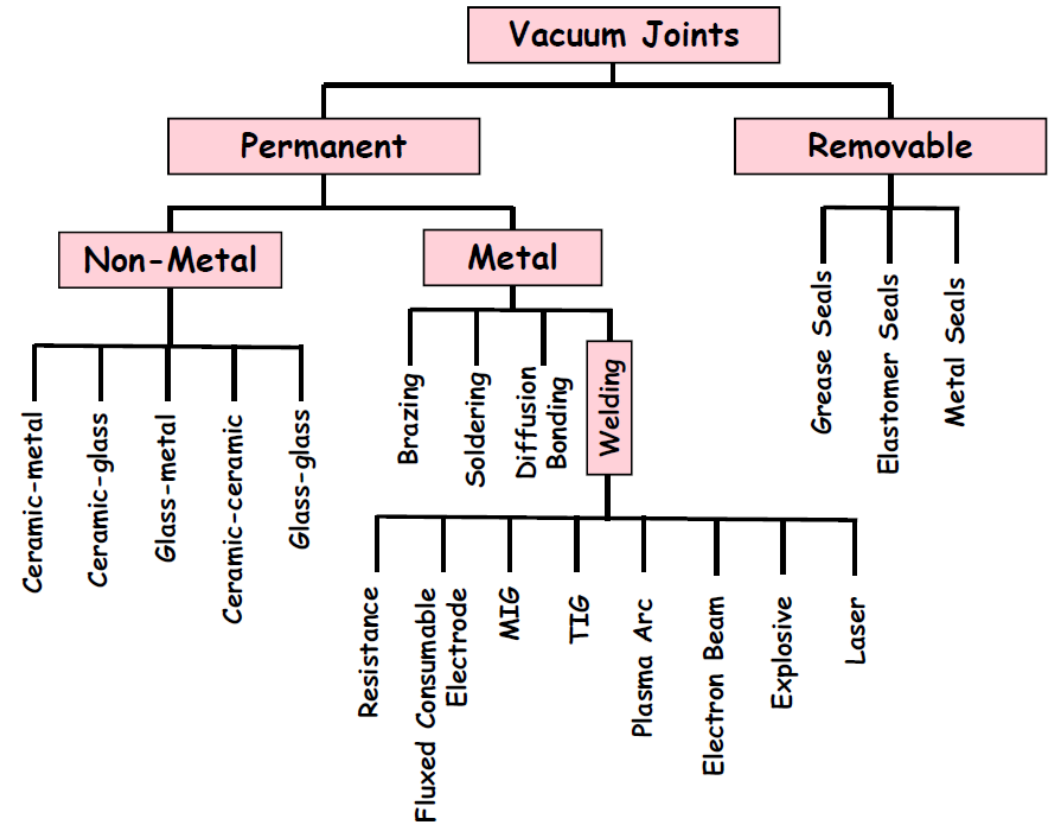 Vacuum Joints
Permanent
Removable
Non-Metal
Metal
Grease Seals
Elastomer Seals
Metal Seals
Brazing
Soldering
Diffusion
Bonding
Welding
Ceramic-metal
Ceramic-glass
Glass-metal
Ceramic-ceramic
Glass-glass
Resistance
Fluxed Consumable
Electrode
MIG
TIG
Plasma Arc
Electron Beam
Explosive
Laser